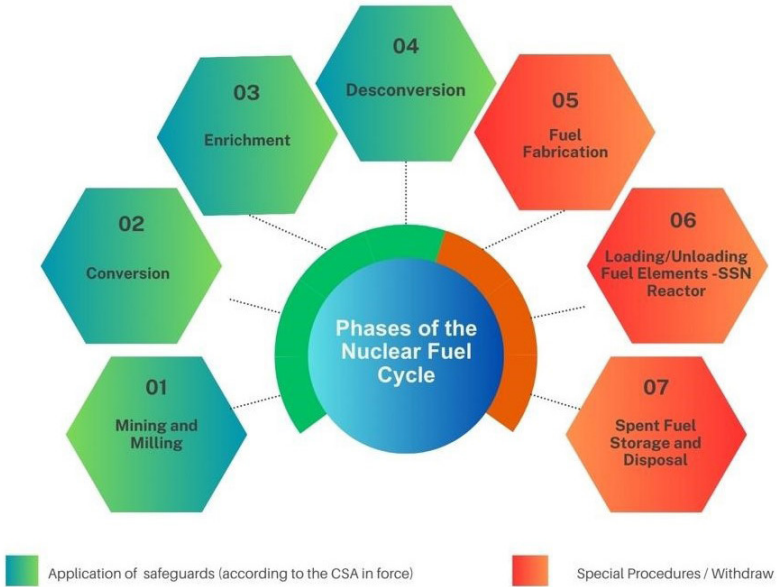 04
Desconversion
03
Enrichment
05
Fuel
Fabrication
02
Conversion
06
Loading/Unloading
Fuel Elements -SSN
Reactor
Phases of the
Nuclear Fuel
Cycle
01
Mining and
Milling
07
Spent Fuel
Storage and
Disposal
Application of safeguards (according to the CSA in force)
Special Procedures / Withdraw